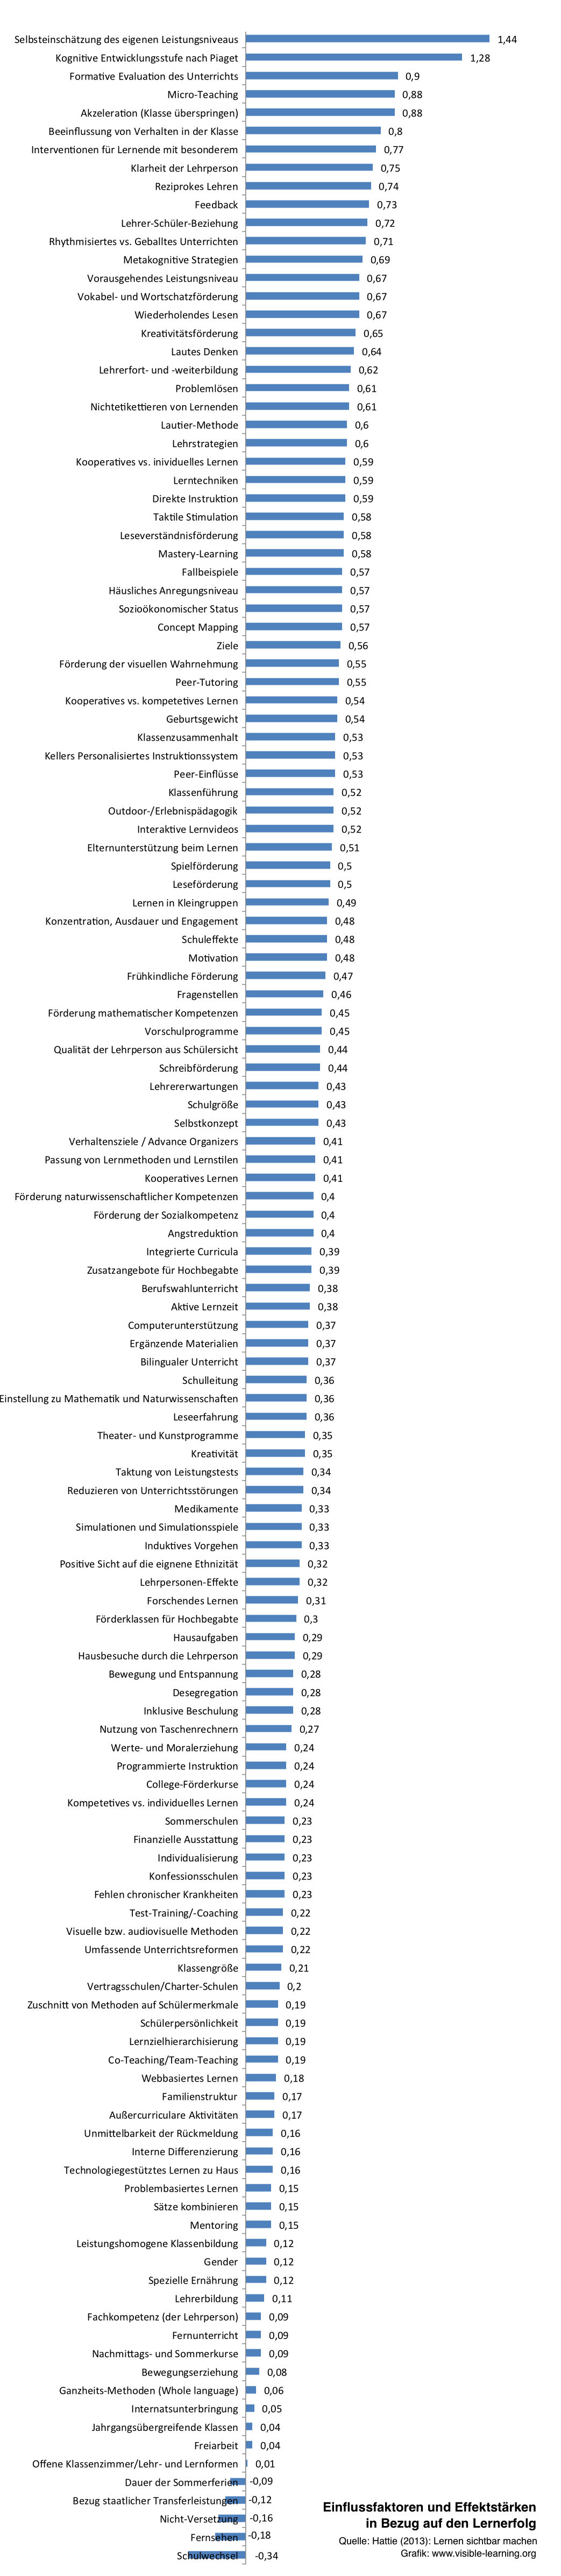 Selbsteinschätzung des eigenen Leistungsniveaus 1,44
Kognitive Entwicklungsstufe nach Piaget 1,28
Formative Evaluation des Unterrichts 0,9
Micro-Teaching 0,88
Akzeleration (Klasse überspringen) 0,88
Beeinflussung von Verhalten in der Klasse 0,8
Interventionen für Lernende mit besonderem 0,77
Klarheit der Lehrperson 0,75
Reziprokes Lehren 0,74
Feedback 0,73
Lehrer-Schüler-Beziehung 0,72
Rhythmisiertes vs. Geballtes Unterrichten 0,71
Metakognitive Strategien 0,69
Vorausgehendes Leistungsniveau 0,67
Vokabel- und Wortschatzförderung 0,67
Wiederholendes Lesen 0,67
Kreativitätsförderung 0,65
Lautes Denken 0,64
Lehrerfort- und -weiterbildung 0,62
Problemlösen 0,61
Nichtetikettieren von Lernenden 0,61
Lautier-Methode 0,6
Lehrstrategien 0,6
Kooperatives vs. inividuelles Lernen 0,59
Lerntechniken 0,59
Direkte Instruktion 0,59
Taktile Stimulation 0,58
Leseverständnisförderung 0,58
Mastery-Learning 0,58
Fallbeispiele 0,57
Häusliches Anregungsniveau 0,57
Sozioökonomischer Status 0,57
Concept Mapping 0,57
Ziele 0,56
Förderung der visuellen Wahrnehmung 0,55
Peer-Tutoring 0,55
Kooperatives vs. kompetetives Lernen 0,54
Geburtsgewicht 0,54
Klassenzusammenhalt 0,53
Kellers Personalisiertes Instruktionssystem 0,53
Peer-Einflüsse 0,53
Klassenführung 0,52
Outdoor-/Erlebnispädagogik 0,52
Interaktive Lernvideos 0,52
Elternunterstützung beim Lernen 0,51
Spielförderung 0,5
Leseförderung 0,5
Lernen in Kleingruppen 0,49
Konzentration, Ausdauer und Engagement 0,48
Schuleffekte 0,48
Motivation 0,48
Frühkindliche Förderung 0,47
Fragenstellen 0,46
Förderung mathematischer Kompetenzen 0,45
Vorschulprogramme 0,45
Qualität der Lehrperson aus Schülersicht 0,44
Schreibförderung 0,44
Lehrererwartungen 0,43
Schulgröße 0,43
Selbstkonzept 0,43
Verhaltensziele / Advance Organizers 0,41
Passung von Lernmethoden und Lernstilen 0,41
Kooperatives Lernen 0,41
Förderung naturwissenschaftlicher Kompetenzen 0,4
Förderung der Sozialkompetenz 0,4
Angstreduktion 0,4
Integrierte Curricula 0,39
Zusatzangebote für Hochbegabte 0,39
Berufswahlunterricht 0,38
Aktive Lernzeit 0,38
Computerunterstützung 0,37
Ergänzende Materialien 0,37
Bilingualer Unterricht 0,37
Schulleitung 0,36
Einstellung zu Mathematik und Naturwissenschaften 0,36
Leseerfahrung 0,36
Theater- und Kunstprogramme 0,35
Kreativität 0,35
Taktung von Leistungstests 0,34
Reduzieren von Unterrichtsstörungen 0,34
Medikamente 0,33
Simulationen und Simulationsspiele 0,33
Induktives Vorgehen 0,33
Positive Sicht auf die eignene Ethnizität 0,32
Lehrpersonen-Effekte 0,32
Forschendes Lernen 0,31
Förderklassen für Hochbegabte 0,3
Hausaufgaben 0,29
Hausbesuche durch die Lehrperson 0,29
Bewegung und Entspannung 0,28
Desegregation 0,28
Inklusive Beschulung 0,28
Nutzung von Taschenrechnern 0,27
Werte- und Moralerziehung 0,24
Programmierte Instruktion 0,24
College-Förderkurse 0,24
Kompetetives vs. individuelles Lernen 0,24
Sommerschulen 0,23
Finanzielle Ausstattung 0,23
Individualisierung 0,23
Konfessionsschulen 0,23
Fehlen chronischer Krankheiten 0,23
Test-Training/-Coaching 0,22
Visuelle bzw. audiovisuelle Methoden 0,22
Umfassende Unterrichtsreformen 0,22
Klassengröße 0,21
Vertragsschulen/Charter-Schulen 0,2
Zuschnitt von Methoden auf Schülermerkmale 0,19
Schülerpersönlichkeit 0,19
Lernzielhierarchisierung 0,19
Co-Teaching/Team-Teaching 0,19
Webbasiertes Lernen 0,18
Familienstruktur 0,17
Außercurriculare Aktivitäten 0,17
Unmittelbarkeit der Rückmeldung 0,16
Interne Differenzierung 0,16
Technologiegestütztes Lernen zu Haus 0,16
Problembasiertes Lernen 0,15
Sätze kombinieren 0,15
Mentoring 0,15
Leistungshomogene Klassenbildung 0,12
Gender 0,12
Spezielle Ernährung 0,12
Lehrerbildung 0,11
Fachkompetenz (der Lehrperson) 0,09
Fernunterricht 0,09
Nachmittags- und Sommerkurse 0,09
Bewegungserziehung 0,08
Ganzheits-Methoden (Whole language) 0,06
Internatsunterbringung 0,05
Jahrgangsübergreifende Klassen 0,04
Freiarbeit 0,04
Offene Klassenzimmer/Lehr- und Lernformen 0,01
Dauer der Sommerferien -0,09
Bezug staatlicher Transferleistungen -0,12
Nicht-Versetzung -0,16
Fernsehen -0,18
Schulwechsel -0,34
Einflussfaktoren und Effektstärken
in Bezug auf den Lernerfolg
Quelle: Hattie (2013): Lernen sichtbar machen
Grafik: www.visible-learning.org